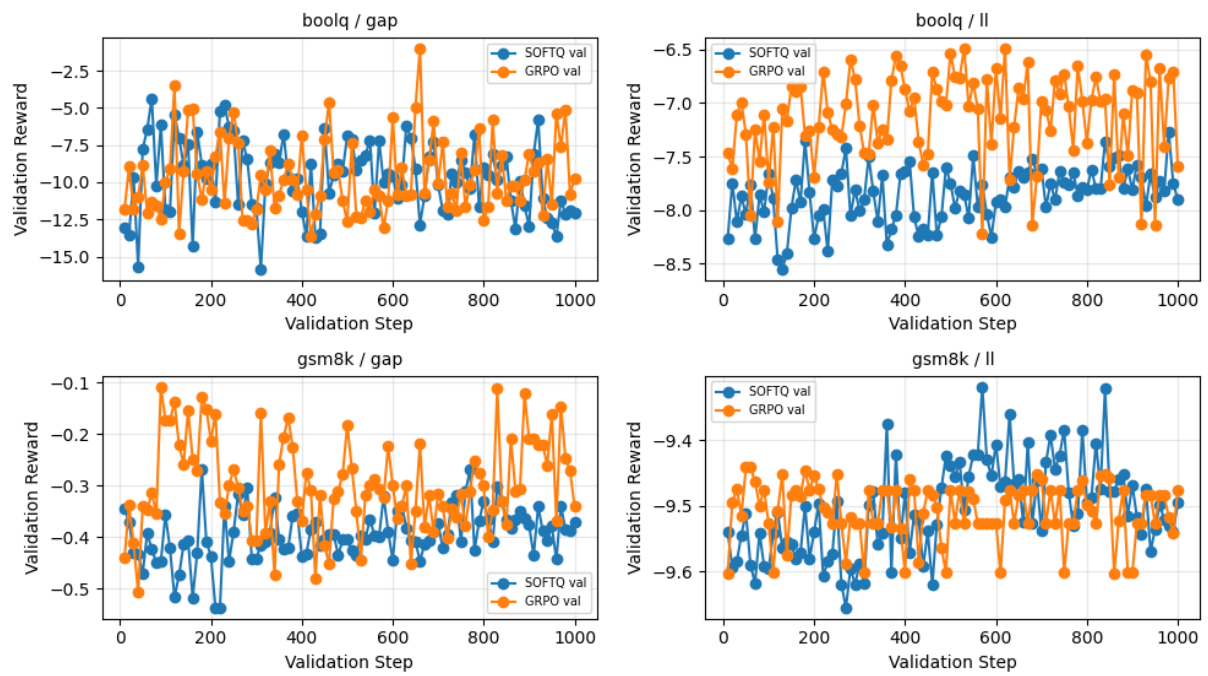 boolq / gap
Validation Reward
−2.5
−5.0
−7.5
−10.0
−12.5
−15.0
SOFTQ val
GRPO val
0 200 400 600 800 1000
Validation Step
boolq / ll
Validation Reward
−6.5
−7.0
−7.5
−8.0
−8.5
SOFTQ val
GRPO val
0 200 400 600 800 1000
Validation Step
gsm8k / gap
Validation Reward
−0.1
−0.2
−0.3
−0.4
−0.5
SOFTQ val
GRPO val
0 200 400 600 800 1000
Validation Step
gsm8k / ll
Validation Reward
−9.4
−9.5
−9.6
SOFTQ val
GRPO val
0 200 400 600 800 1000
Validation Step